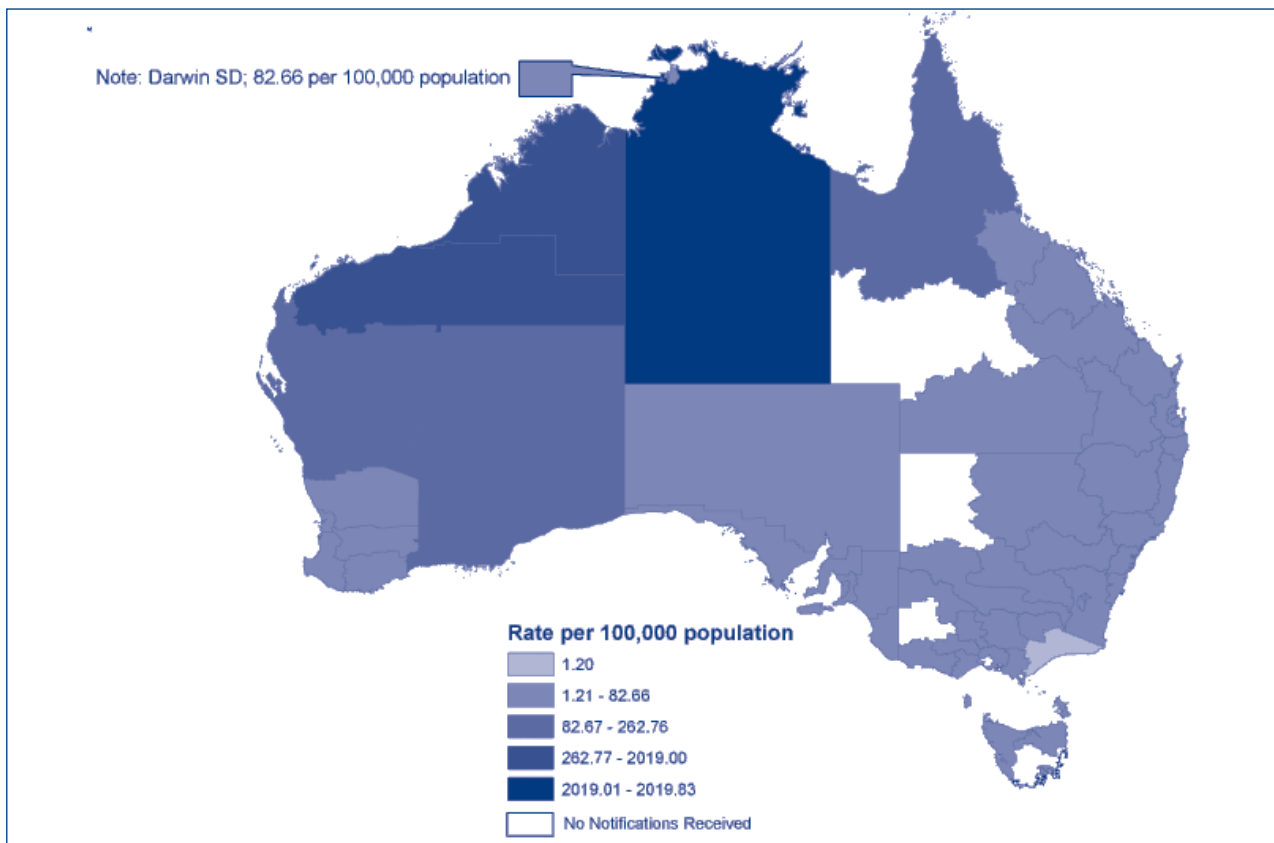 Note: Darwin SD; 82.66 per 100,000 population
Rate per 100,000 population
1.20
1.21 - 82.66
82.67 - 262.76
262.77 - 2019.00
2019.01 - 2019.83
No Notifications Received